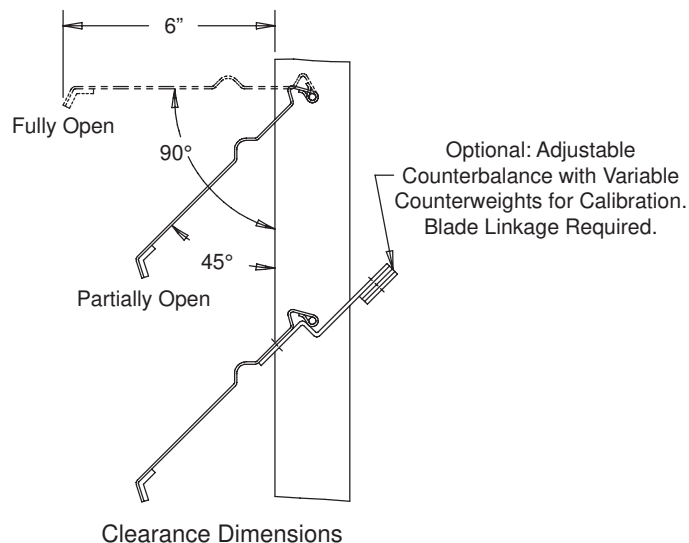 6”
Fully Open
90°
Optional: Adjustable
Counterbalance with Variable
Counterweights for Calibration.
Blade Linkage Required.
45°
Partially Open
Clearance Dimensions